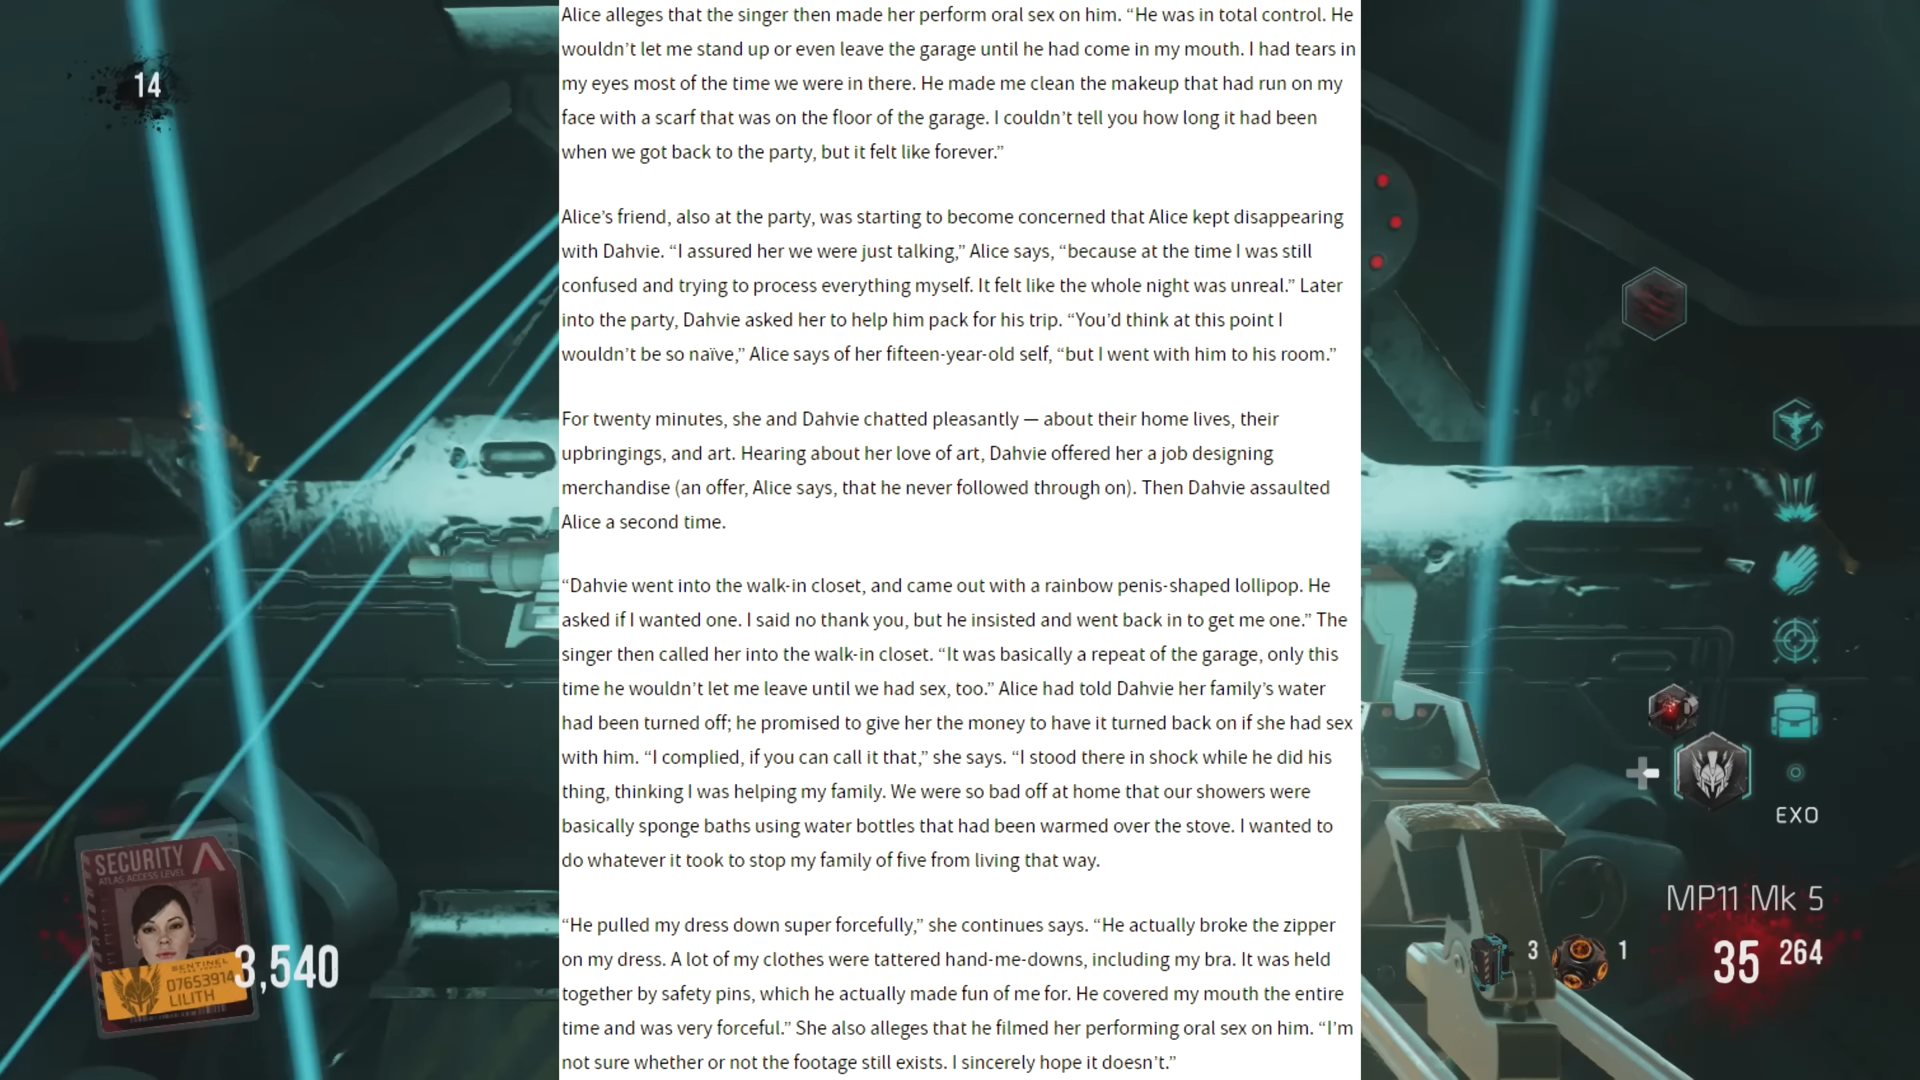 14
Alice alleges that the singer then made her perform oral sex on him. “He was in total control. He
wouldn’t let me stand up or even leave the garage until he had come in my mouth. I had tears in
my eyes most of the time we were in there. He made me clean the makeup that had run on my
face with a scarf that was on the floor of the garage. I couldn’t tell you how long it had been
when we got back to the party, but it felt like forever.”
Alice’s friend, also at the party, was starting to become concerned that Alice kept disappearing
with Dahvie. “I assured her we were just talking,” Alice says, “because at the time I was still
confused and trying to process everything myself. It felt like the whole night was unreal.” Later
into the party, Dahvie asked her to help him pack for his trip. “You’d think at this point I
wouldn’t be so naïve,” Alice says of her fifteen-year-old self, “but I went with him to his room.”
For twenty minutes, she and Dahvie chatted pleasantly — about their home lives, their
upbringings, and art. Hearing about her love of art, Dahvie offered her a job designing
merchandise (an offer, Alice says, that he never followed through on). Then Dahvie assaulted
Alice a second time.
“Dahvie went into the walk-in closet, and came out with a rainbow penis-shaped lollipop. He
asked if I wanted one. I said no thank you, but he insisted and went back in to get me one.” The
singer then called her into the walk-in closet. “It was basically a repeat of the garage, only this
time he wouldn’t let me leave until we had sex, too.” Alice had told Dahvie her family’s water
had been turned off; he promised to give her the money to have it turned back on if she had sex
with him. “I complied, if you can call it that,” she says. “I stood there in shock while he did his
thing, thinking I was helping my family. We were so bad off at home that our showers were
basically sponge baths using water bottles that had been warmed over the stove. I wanted to
do whatever it took to stop my family of five from living that way.
“He pulled my dress down super forcefully,” she continues says. “He actually broke the zipper
on my dress. A lot of my clothes were tattered hand-me-downs, including my bra. It was held
together by safety pins, which he actually made fun of me for. He covered my mouth the entire
time and was very forceful.” She also alleges that he filmed her performing oral sex on him. “I’m
not sure whether or not the footage still exists. I sincerely hope it doesn’t.”
SECURITY
ATLAS ACCESS LEVEL
SENTINEL
07653914
LILITH
3,540
EXO
MP11 Mk 5
3
1
35
264